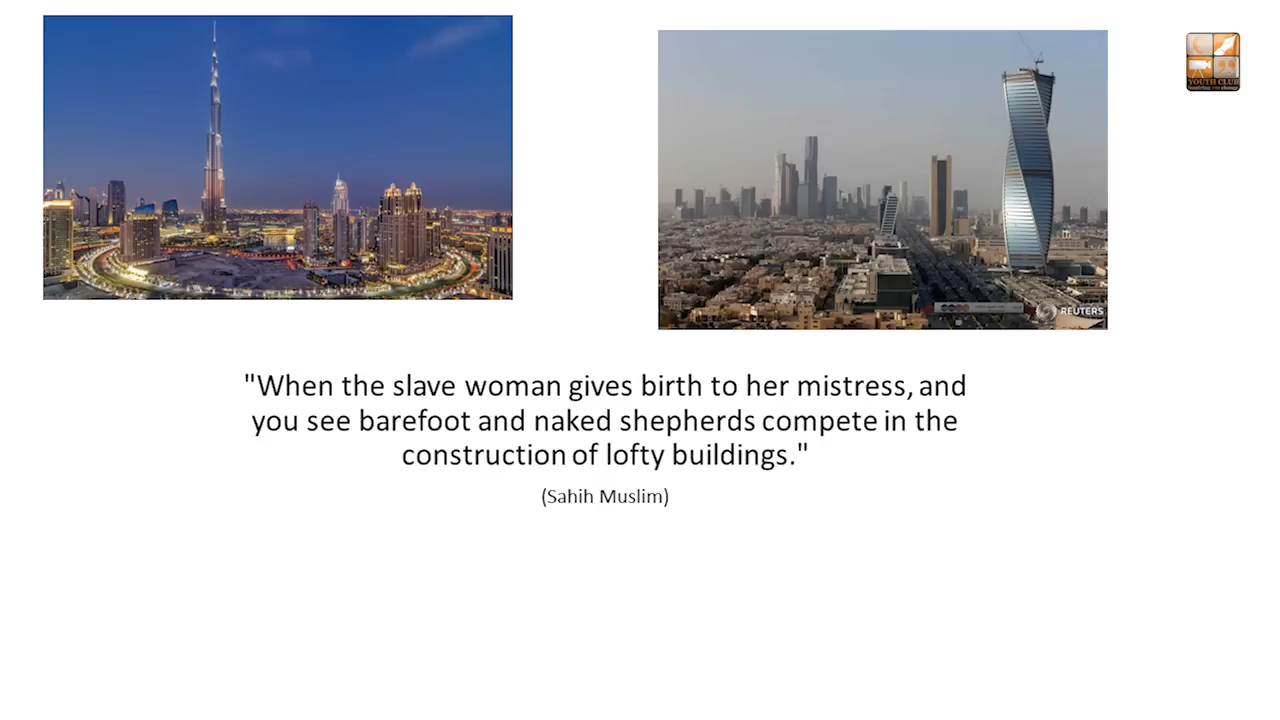 YOUTH CLUB
REUTERS
"When the slave woman gives birth to her mistress, and
you see barefoot and naked shepherds compete in the
construction of lofty buildings."
(Sahih Muslim)